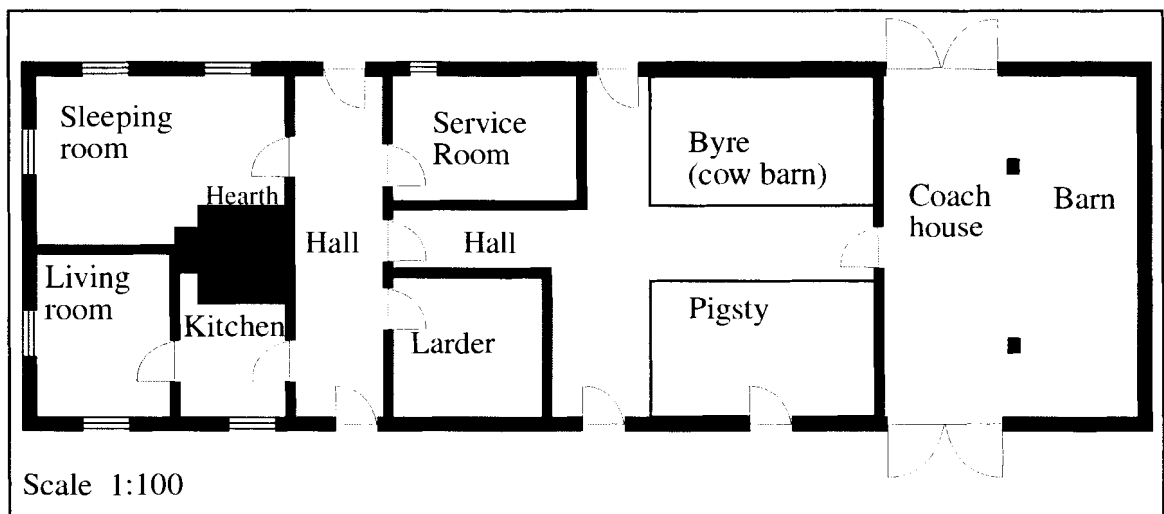 Sleeping
room
Hearth
Hall
Living
room
Kitchen
Service
Room
Hall
Larder
Byre
(cow barn)
Pigsty
Coach
house
Barn
Scale 1:100